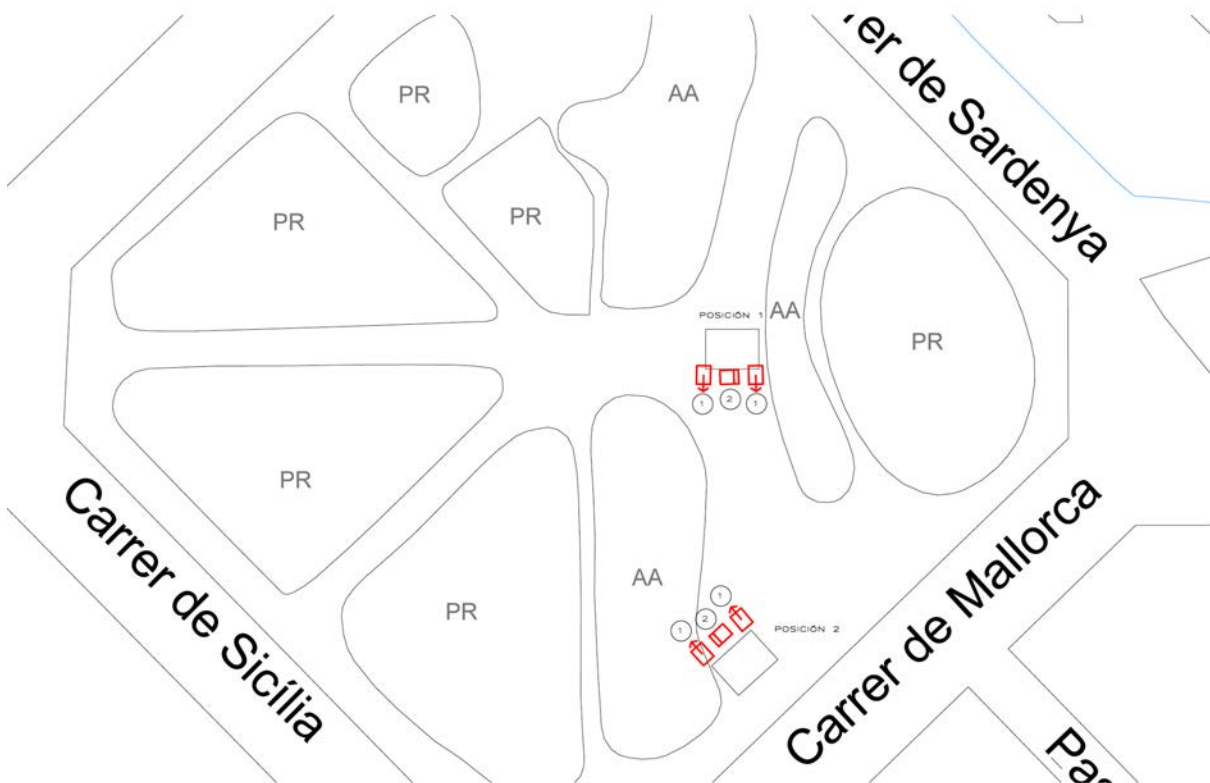 rer de Sardenya
PR
AA
PR
PR
POSICIÓN 1
AA
PR
1
2
1
PR
Carrer de Sicília
PR
AA
1
2
1
POSICIÓN 2
Carrer de Mallorca
Pas